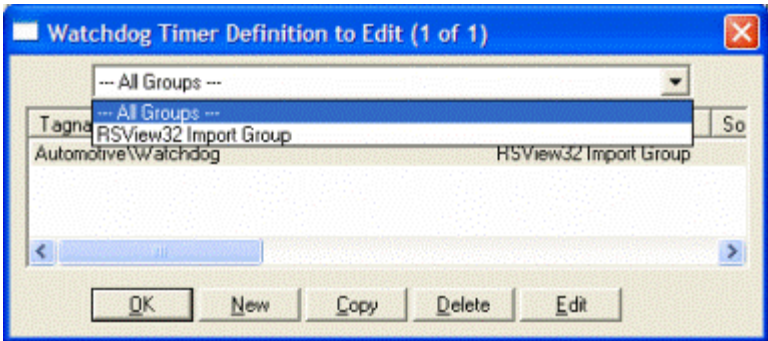 Watchdog Timer Definition to Edit (1 of 1)
--- All Groups ---
--- All Groups ---
RSView32 Import Group
Tagna So
Automotive\Watchdog RSView32 Import Group
OK New Copy Delete Edit